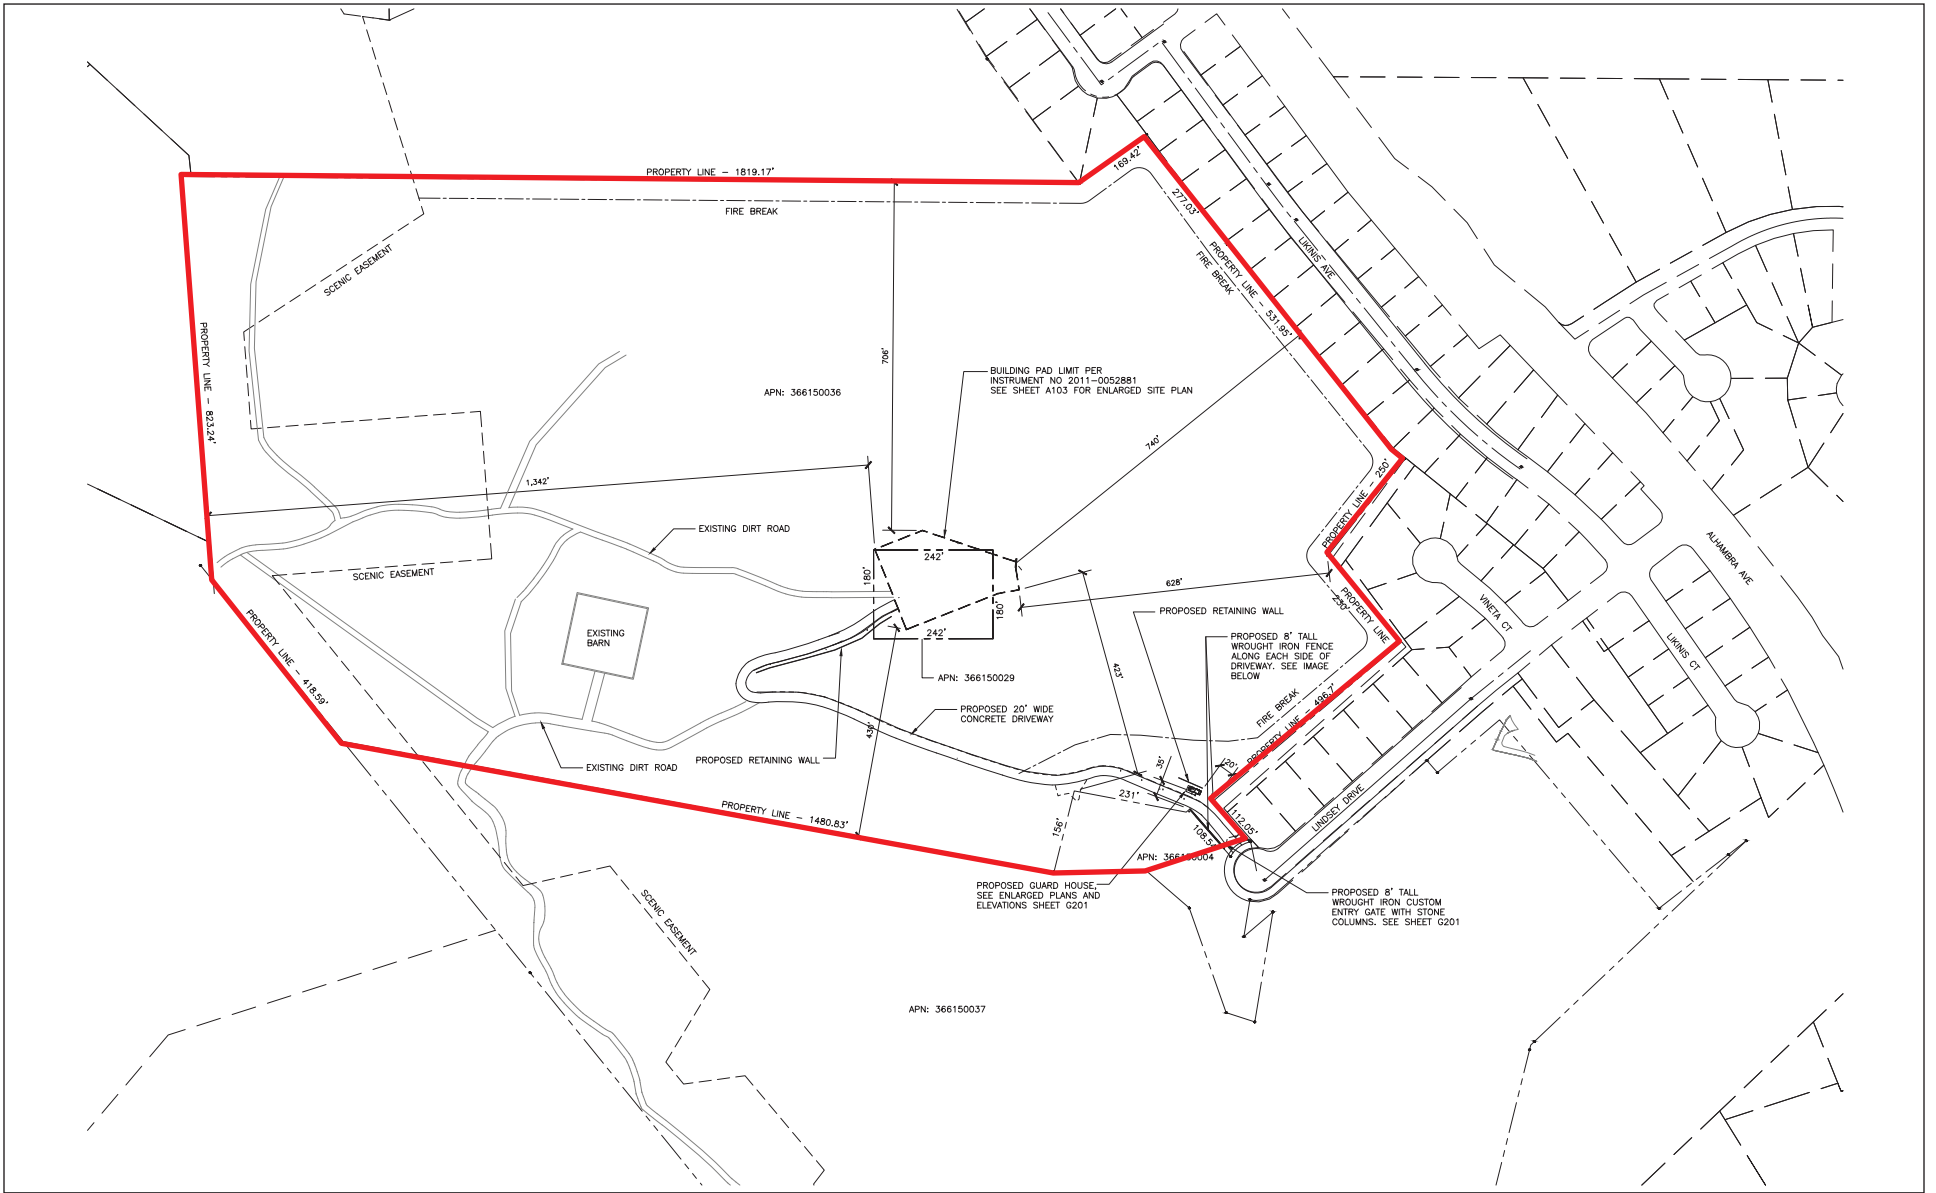 PROPERTY LINE - 1819.17'
169.42'
FIRE BREAK
277.03'
PROPERTY LINE - 531.95'
FIRE BREAK
LIKINIS AVE
SCENIC EASEMENT
PROPERTY LINE - 823.24'
706'
BUILDING PAD LIMIT PER
INSTRUMENT NO 2011-0052881
SEE SHEET A103 FOR ENLARGED SITE PLAN
APN: 366150036
740'
PROPERTY LINE - 250'
1,342'
EXISTING DIRT ROAD
ALHAMBRA AVE
242'
180'
SCENIC EASEMENT
628'
PROPERTY LINE
230'
VINETA CT
180'
242'
PROPOSED RETAINING WALL
EXISTING
BARN
PROPOSED 8' TALL
WROUGHT IRON FENCE
ALONG EACH SIDE OF
DRIVEWAY. SEE IMAGE
BELOW
LIKINIS CT
PROPERTY LINE - 418.59'
423'
APN: 366150029
PROPOSED 20' WIDE
CONCRETE DRIVEWAY
FIRE BREAK
PROPERTY LINE - 496.7'
PROPOSED RETAINING WALL
EXISTING DIRT ROAD
35'
20'
231'
LINDSEY DRIVE
PROPERTY LINE - 1480.83'
156'
112.05'
PROPOSED GUARD HOUSE,
SEE ENLARGED PLANS AND
ELEVATIONS SHEET G201
PROPOSED 8' TALL
WROUGHT IRON CUSTOM
ENTRY GATE WITH STONE
COLUMNS. SEE SHEET G201
SCENIC EASEMENT
APN: 366150037